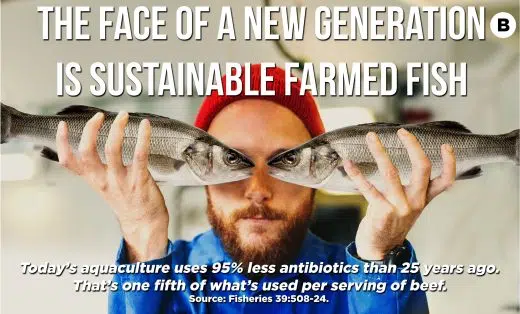 THE FACE OF A NEW GENERATION
B
IS SUSTAINABLE FARMED FISH
Today's aquaculture uses 95% less antibiotics than 25 years ago.
That's one fifth of what's used per serving of beef.
Source: Fisheries 39:508-24.